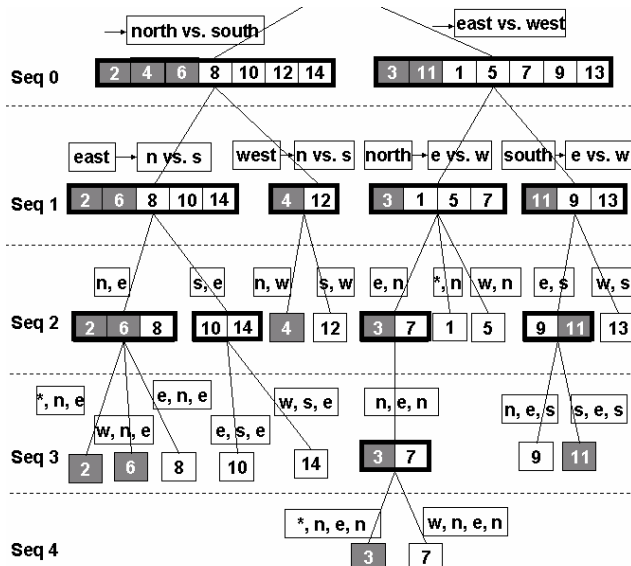 north vs. south
east vs. west
Seq 0
2 4 6 8 10 12 14
3 11 1 5 7 9 13
east n vs. s
west n vs. s
north e vs. w
south e vs. w
Seq 1
2 6 8 10 14
4 12
3 1 5 7
11 9 13
n, e
s, e
n, w
s, w
e, n
*, n
w, n
e, s
w, s
Seq 2
2 6 8
10 14
4
12
3 7
1
5
9 11
13
*, n, e
w, n, e
e, n, e
e, s, e
w, s, e
n, e, n
n, e, s
s, e, s
Seq 3
2
6
8
10
14
3 7
9
11
*, n, e, n
w, n, e, n
Seq 4
3
7